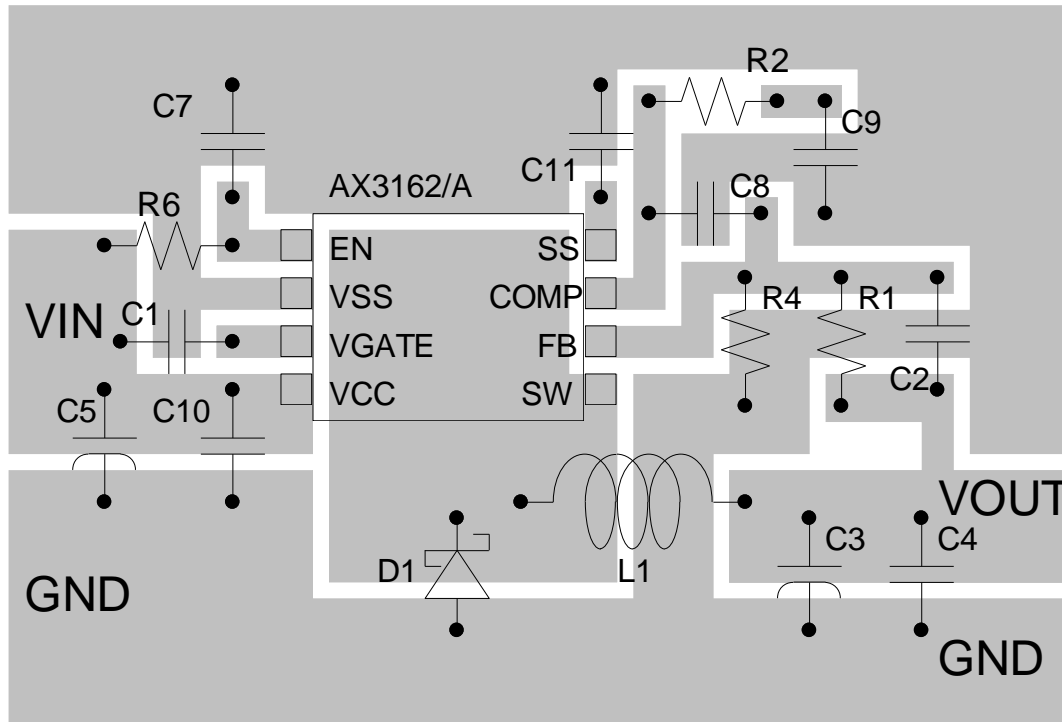 R2
C7
C9
C11
AX3162/A
C8
R6
EN
SS
VSS
COMP
R4
R1
VIN
C1
VGATE
FB
C2
VCC
SW
C5
C10
VOUT
C3
C4
D1
L1
GND
GND